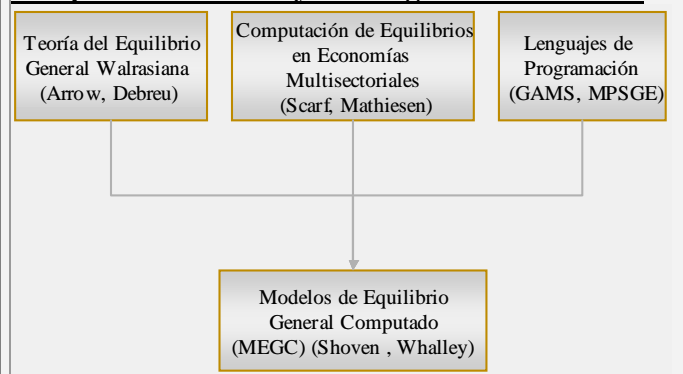 Teoría del Equilibrio
General Walrasiana
(Arrow, Debreu)
Computación de Equilibrios
en Economías
Multisectoriales
(Scarf, Mathiesen)
Lenguajes de
Programación
(GAMS, MPSGE)
Modelos de Equilibrio
General Computado
(MEGC) (Shoven , Whalley)